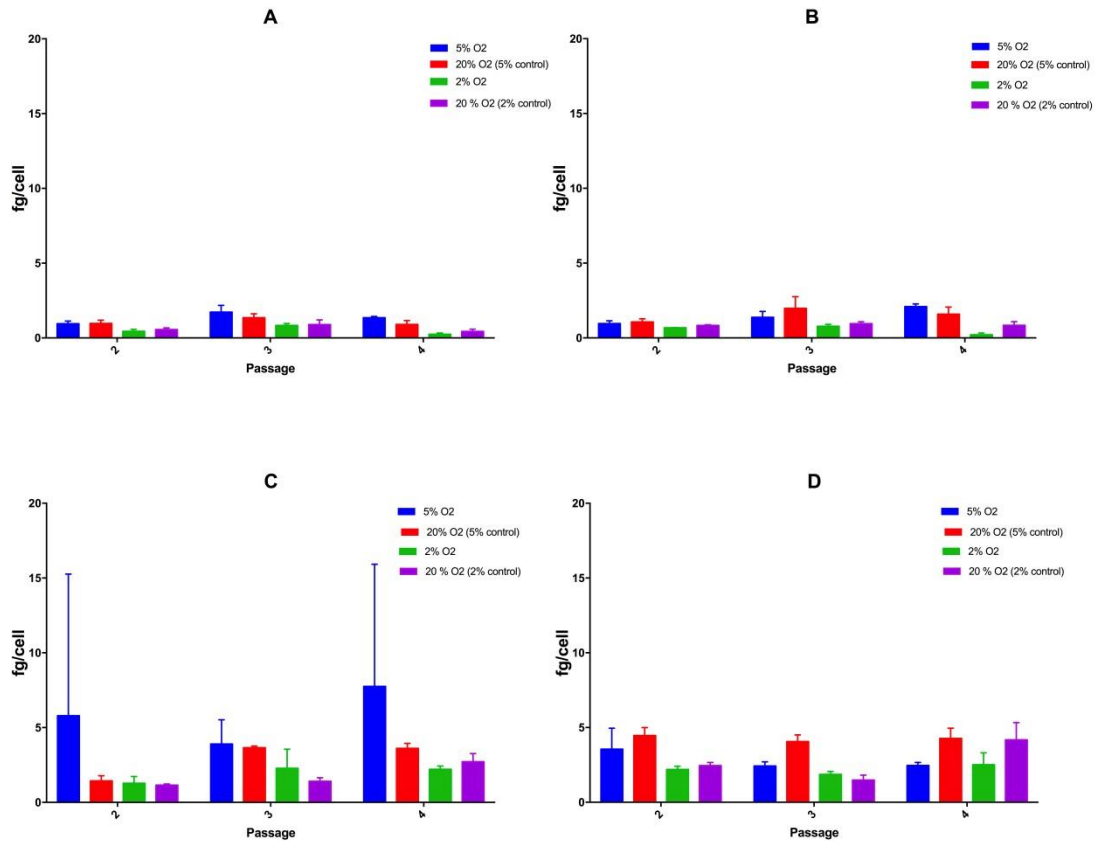 A
20
15
10
5
0
fg/cell
5% O2
20% O2 (5% control)
2% O2
20 % O2 (2% control)
2
3
4
Passage
B
20
15
10
5
0
fg/cell
5% O2
20% O2 (5% control)
2% O2
20 % O2 (2% control)
2
3
4
Passage
C
20
15
10
5
0
fg/cell
5% O2
20% O2 (5% control)
2% O2
20 % O2 (2% control)
2
3
4
Passage
D
20
15
10
5
0
fg/cell
5% O2
20% O2 (5% control)
2% O2
20 % O2 (2% control)
2
3
4
Passage